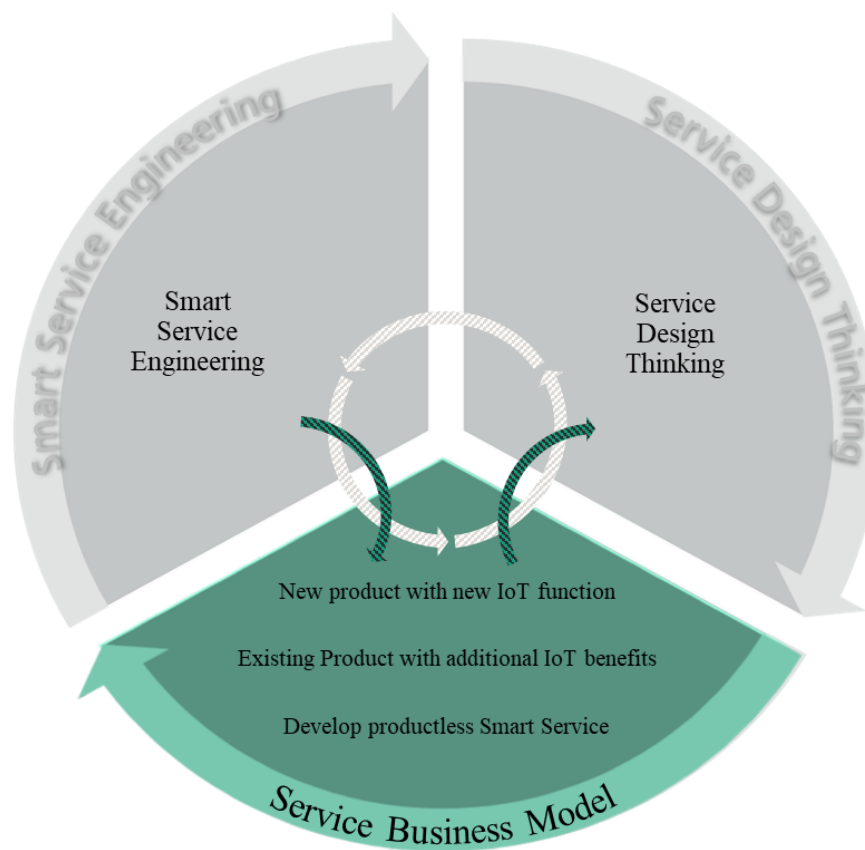 Smart Service Engineering
Service Design Thinking
Smart
Service
Engineering
Service
Design
Thinking
New product with new IoT function
Existing Product with additional IoT benefits
Develop productless Smart Service
Service Business Model